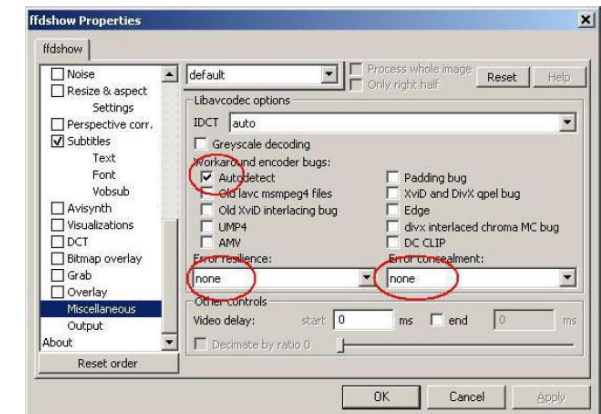 ffdshow Properties
ffdshow
Noise
Resize & aspect
Settings
Perspective corr.
Subtitles
Text
Font
Vobsub
Avisynth
Visualizations
DCT
Bitmap overlay
Grab
Overlay
Miscellaneous
Output
About
Reset order
default
Process whole image
Only right half
Reset
Help
Libavcodec options
IDCT auto
Greyscale decoding
Workaround encoder bugs:
Autodetect
Padding bug
Old lavc msmpeg4 files
XviD and DivX qpel bug
Old XviD interlacing bug
Edge
UMP4
divx interlaced chroma MC bug
AMV
DC CLIP
Error resilience:
Error concealment:
none
none
Other controls
Video delay: start 0 ms end 0 ms
Decimate by ratio 0
OK
Cancel
Apply